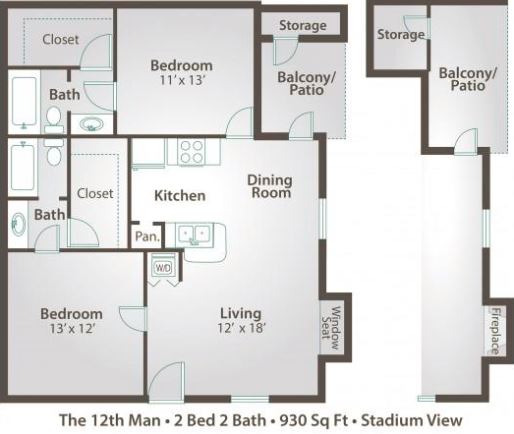 Closet
Bedroom
11' x 13'
Storage
Balcony/
Patio
Bath
Storage
Balcony/
Patio
Closet
Bath
Kitchen
Dining
Room
Pan.
W/D
Bedroom
13' x 12'
Living
12' x 18'
Window
Seat
Fireplace
The 12th Man • 2 Bed 2 Bath • 930 Sq Ft • Stadium View